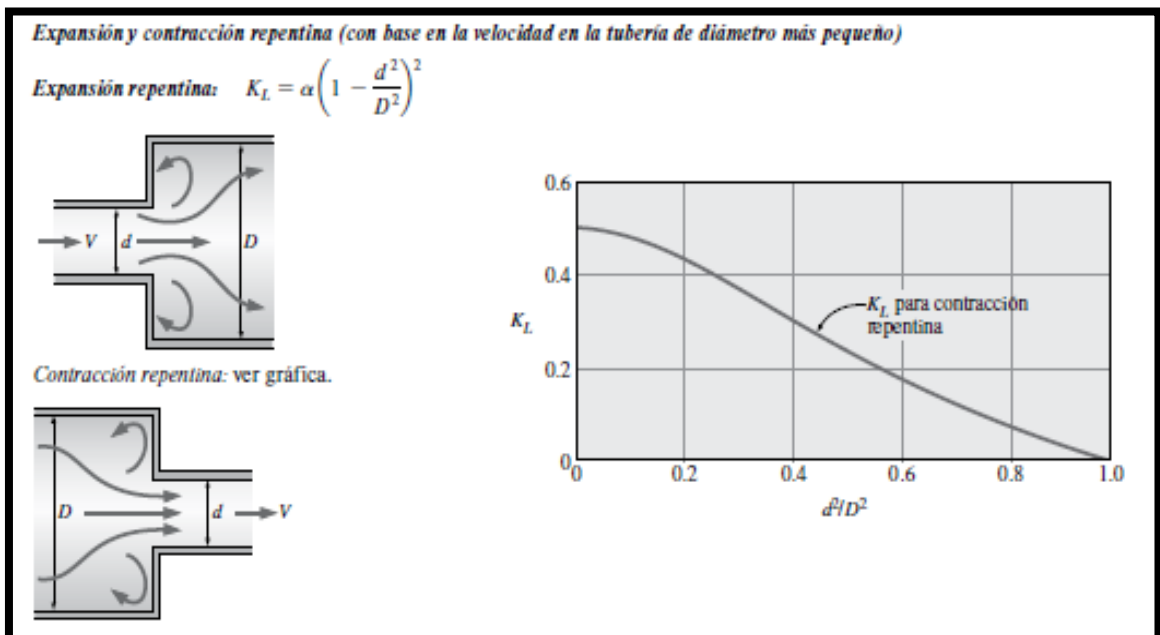 Expansión y contracción repentina (con base en la velocidad en la tubería de diámetro más pequeño)
Expansión repentina: K_L = α(1 − d²/D²)²
V d D
Contracción repentina: ver gráfica.
D d V
0.6
0.4
K_L
0.2
0
K_L para contracción
repentina
0 0.2 0.4 0.6 0.8 1.0
d²/D²